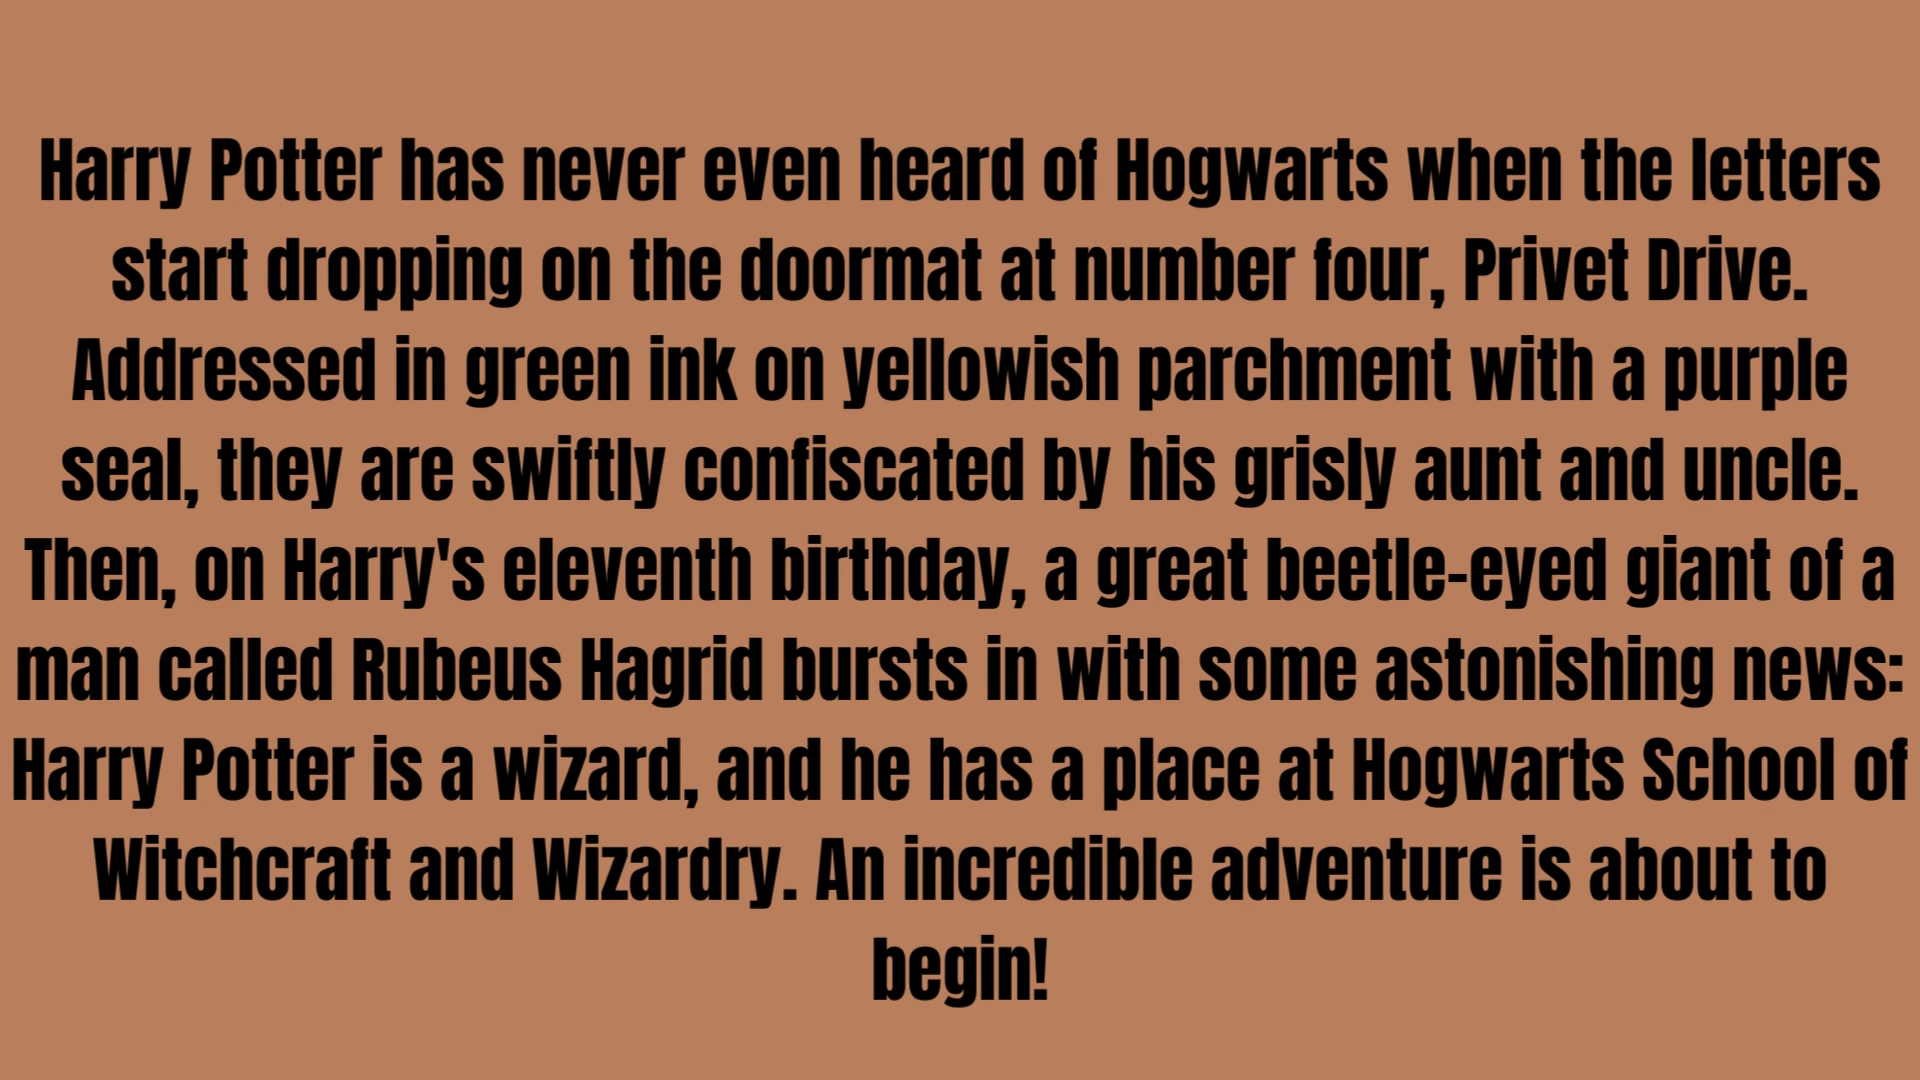 Harry Potter has never even heard of Hogwarts when the letters
start dropping on the doormat at number four, Privet Drive.
Addressed in green ink on yellowish parchment with a purple
seal, they are swiftly confiscated by his grisly aunt and uncle.
Then, on Harry's eleventh birthday, a great beetle-eyed giant of a
man called Rubeus Hagrid bursts in with some astonishing news:
Harry Potter is a wizard, and he has a place at Hogwarts School of
Witchcraft and Wizardry. An incredible adventure is about to
begin!